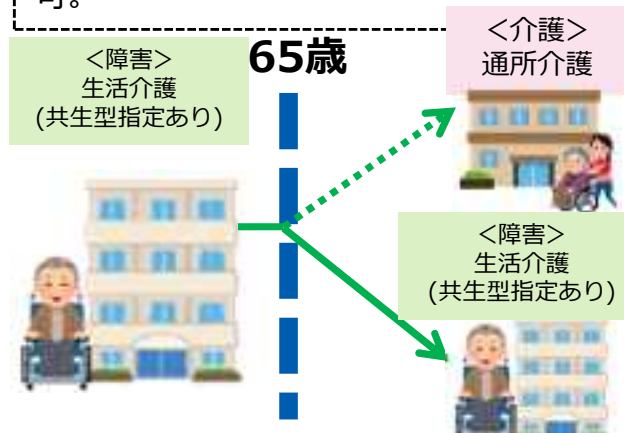 可。
＜障害＞
生活介護
(共生型指定あり)
65歳
＜介護＞
通所介護
＜障害＞
生活介護
(共生型指定あり)